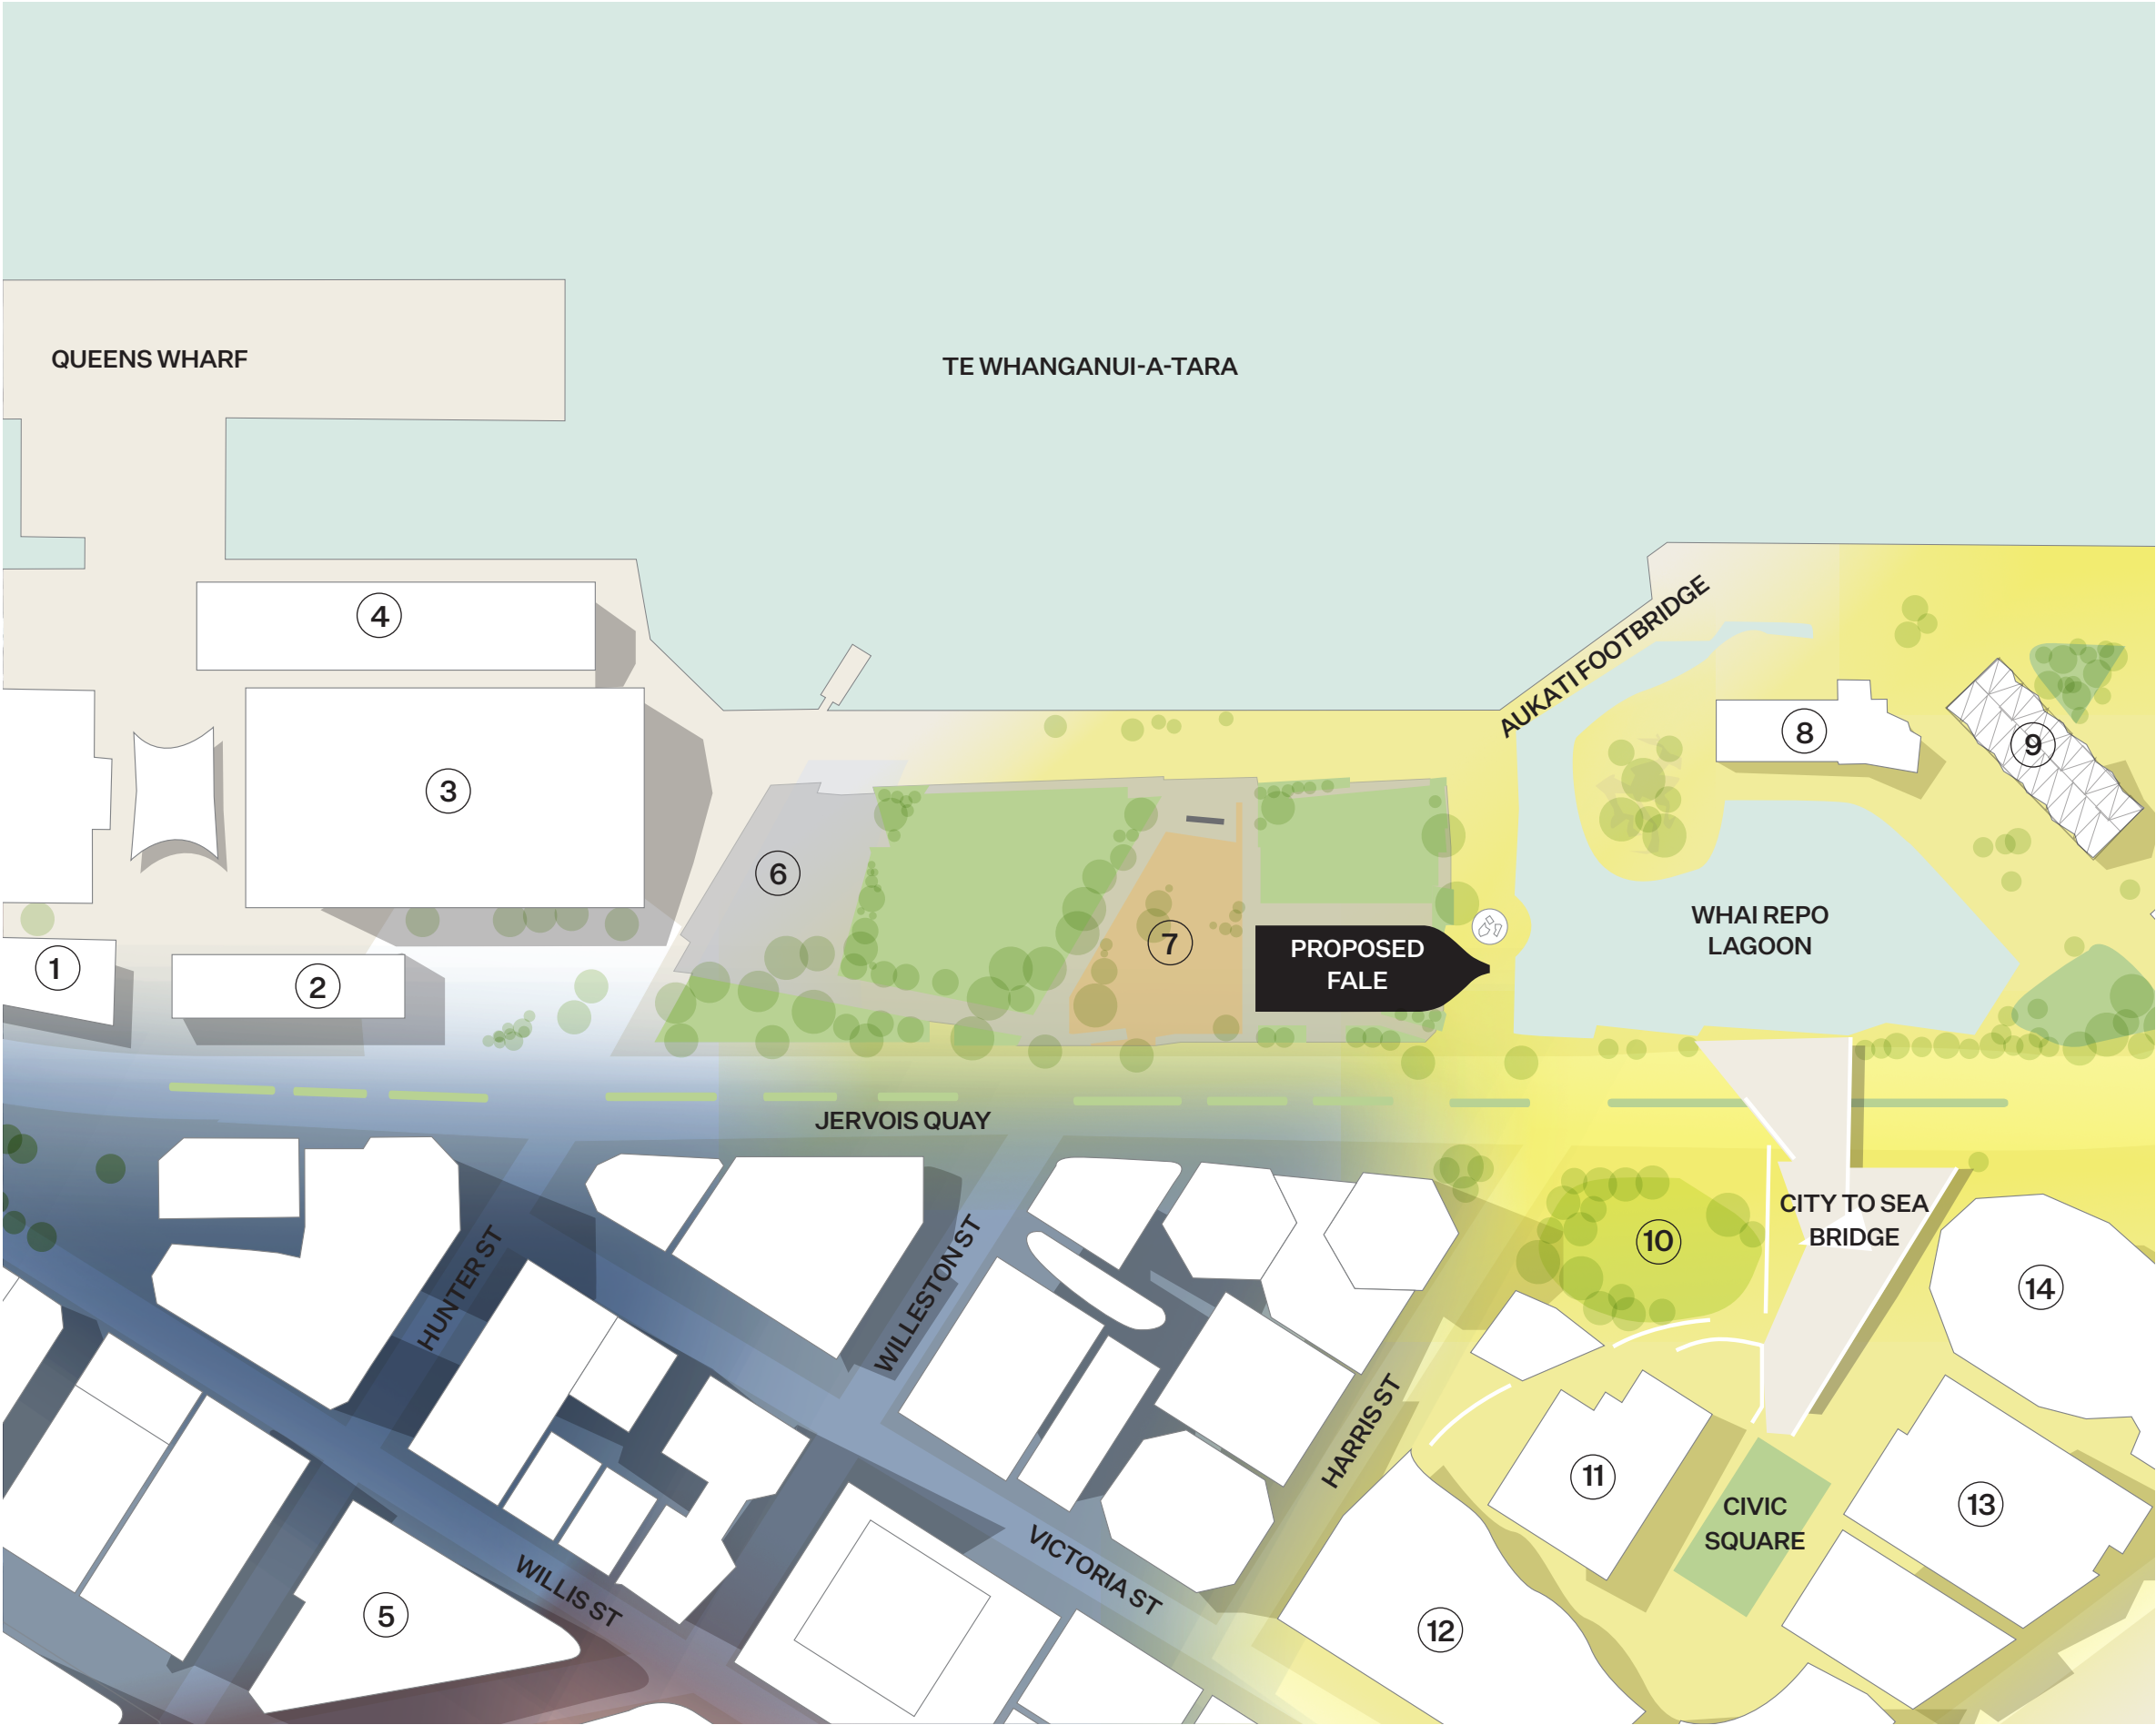 QUEENS WHARF
TE WHANGANUI-A-TARA
4
AUKATI FOOTBRIDGE
8
9
3
6
7
WHAI REPO
LAGOON
PROPOSED
FALE
1
2
JERVOIS QUAY
CITY TO SEA
BRIDGE
10
14
HUNTER ST
WILLESTON ST
HARRIS ST
11
13
CIVIC
SQUARE
VICTORIA ST
WILLIS ST
5
12